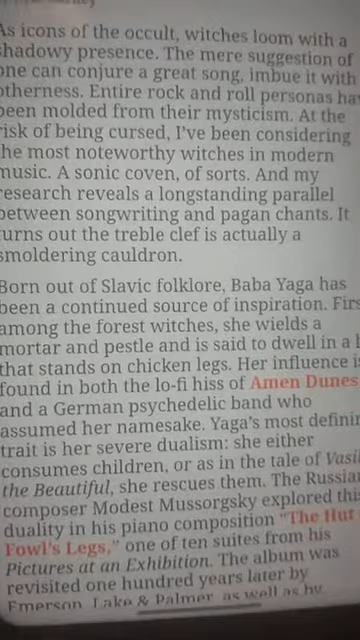 As icons of the occult, witches loom with a
shadowy presence. The mere suggestion of
one can conjure a great song, imbue it with
otherness. Entire rock and roll personas ha
been molded from their mysticism. At the
risk of being cursed, I've been considering
the most noteworthy witches in modern
music. A sonic coven, of sorts. And my
research reveals a longstanding parallel
between songwriting and pagan chants. It
turns out the treble clef is actually a
smoldering cauldron.
Born out of Slavic folklore, Baba Yaga has
been a continued source of inspiration. Firs
among the forest witches, she wields a
mortar and pestle and is said to dwell in a h
that stands on chicken legs. Her influence is
found in both the lo-fi hiss of Amen Dunes
and a German psychedelic band who
assumed her namesake. Yaga's most definin
trait is her severe dualism: she either
consumes children, or as in the tale of Vasil
the Beautiful, she rescues them. The Russia
composer Modest Mussorgsky explored thi
duality in his piano composition "The Hut
Fowl's Legs," one of ten suites from his
Pictures at an Exhibition. The album was
revisited one hundred years later by
Emerson, Lake & Palmer, as well as by